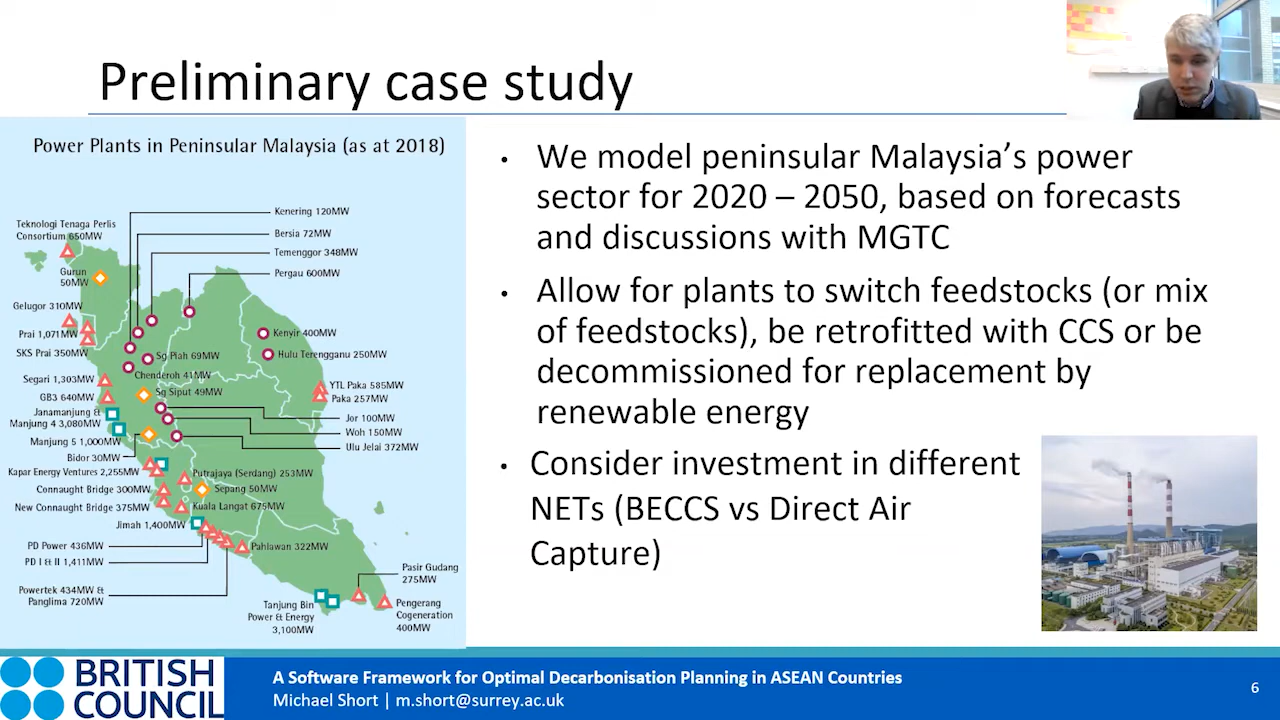 Preliminary case study
Power Plants in Peninsular Malaysia (as at 2018)
Kenering 120MW
Teknologi Tenaga Perlis
Consortium 650MW
Bersia 72MW
Temenggor 348MW
Gurun
50MW
Pergau 600MW
Gelugor 310MW
Prai 1,071MW
Kenyir 400MW
SKS Prai 350MW
Sg Piah 69MW
Hulu Terengganu 250MW
Chenderoh 41MW
Segari 1,303MW
Sg Siput 49MW
YTL Paka 585MW
GB3 640MW
Paka 257MW
Janamanjung &
Manjung 4 3,080MW
Jor 100MW
Woh 150MW
Manjung 5 1,000MW
Ulu Jelai 372MW
Bidor 30MW
Kapar Energy Ventures 2,255MW
Putrajaya (Serdang) 253MW
Connaught Bridge 300MW
Sepang 50MW
New Connaught Bridge 375MW
Kuala Langat 675MW
Jimah 1,400MW
PD Power 436MW
Pahlawan 322MW
PD I & II 1,411MW
Pasir Gudang
275MW
Powertek 434MW &
Panglima 720MW
Tanjung Bin
Power & Energy
3,100MW
Pengerang
Cogeneration
400MW
• We model peninsular Malaysia’s power
sector for 2020 – 2050, based on forecasts
and discussions with MGTC
• Allow for plants to switch feedstocks (or mix
of feedstocks), be retrofitted with CCS or be
decommissioned for replacement by
renewable energy
• Consider investment in different
NETs (BECCS vs Direct Air
Capture)
BRITISH
COUNCIL
A Software Framework for Optimal Decarbonisation Planning in ASEAN Countries
Michael Short | m.short@surrey.ac.uk
6